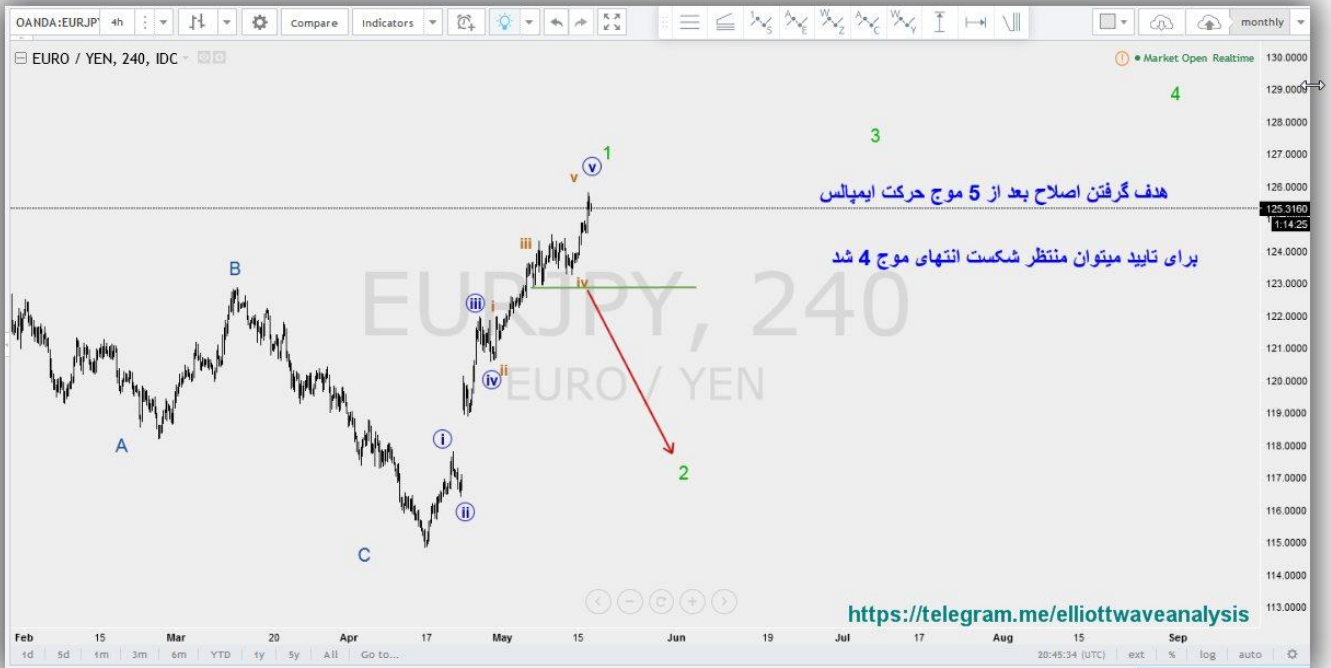 OANDA:EURJP 4h Compare Indicators monthly
EURO / YEN, 240, IDC
Market Open Realtime
130.0000
129.0000
4
128.0000
3
127.0000
1
v
v
126.0000
هدف گرفتن اصلاح بعد از 5 موج حرکت ایمپالس
125.3160
1:14:25
124.0000
iii
برای تایید میتوان منتظر شکست انتهای موج 4 شد
B
123.0000
iv
EURJPY, 240
iii
i
122.0000
121.0000
iv
ii
EURO / YEN
120.0000
119.0000
A
i
118.0000
2
117.0000
ii
116.0000
C
115.0000
114.0000
https://telegram.me/elliottwaveanalysis
113.0000
Feb 15 Mar 20 Apr 17 May 15 Jun 19 Jul 17 Aug 15 Sep
1d 5d 1m 3m 6m YTD 1y 5y All Go to... 20:45:34 (UTC) ext % log auto